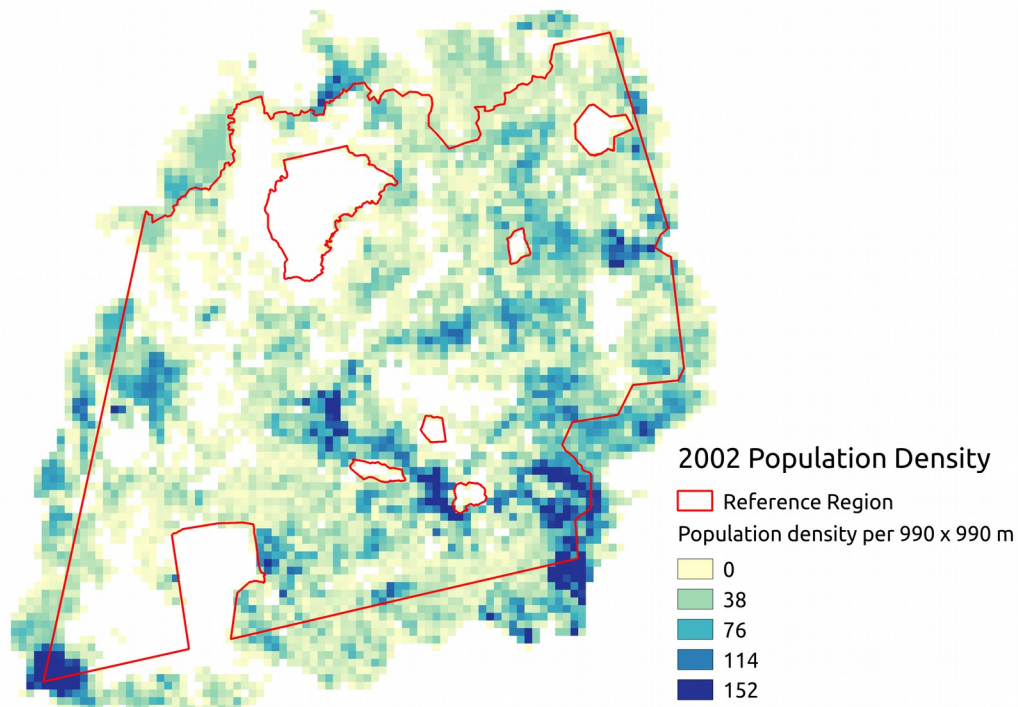 2002 Population Density
Reference Region
Population density per 990 x 990 m
0
38
76
114
152